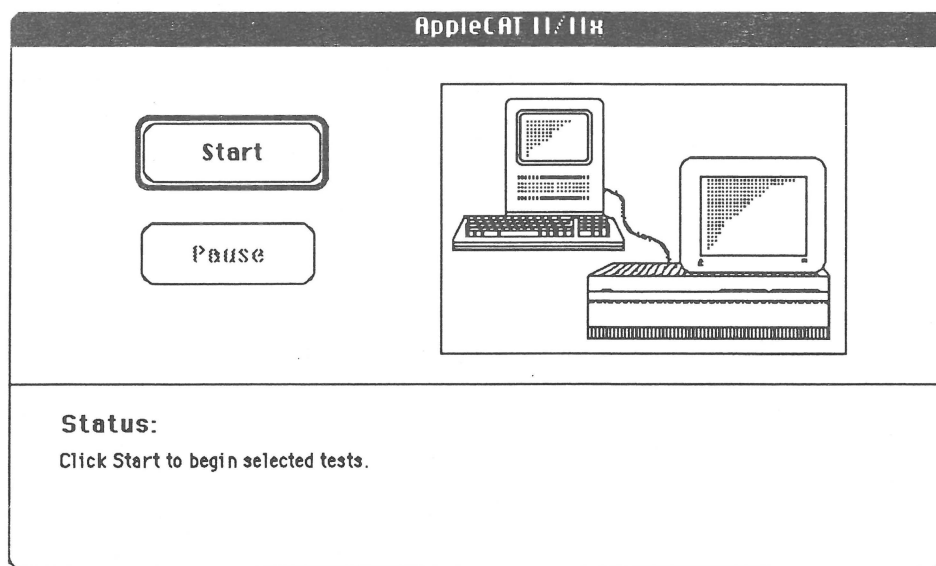 AppleCAT II/IIx
Start
Pause
Status:
Click Start to begin selected tests.